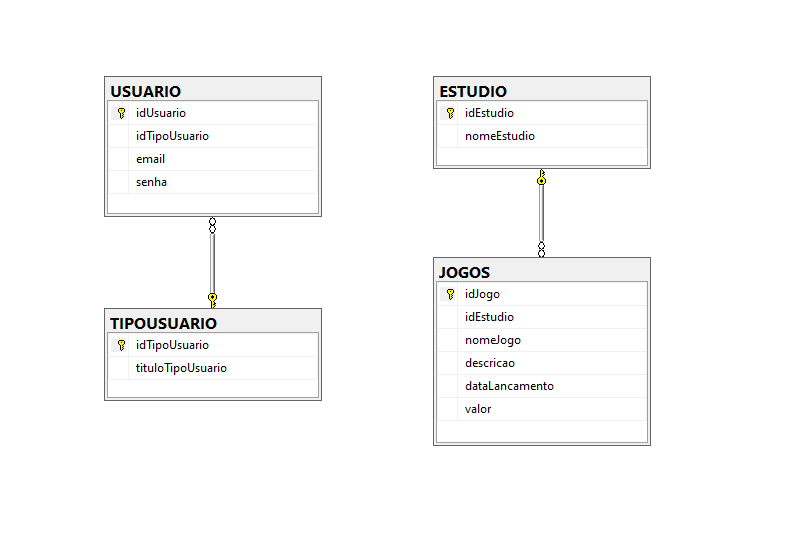 USUARIO
idUsuario
idTipoUsuario
email
senha
TIPOUSUARIO
idTipoUsuario
tituloTipoUsuario
ESTUDIO
idEstudio
nomeEstudio
JOGOS
idJogo
idEstudio
nomeJogo
descricao
dataLancamento
valor